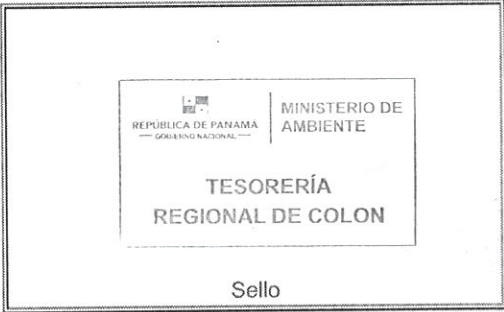 REPÚBLICA DE PANAMÁ
— GOBIERNO NACIONAL —
MINISTERIO DE
AMBIENTE
TESORERÍA
REGIONAL DE COLON
Sello